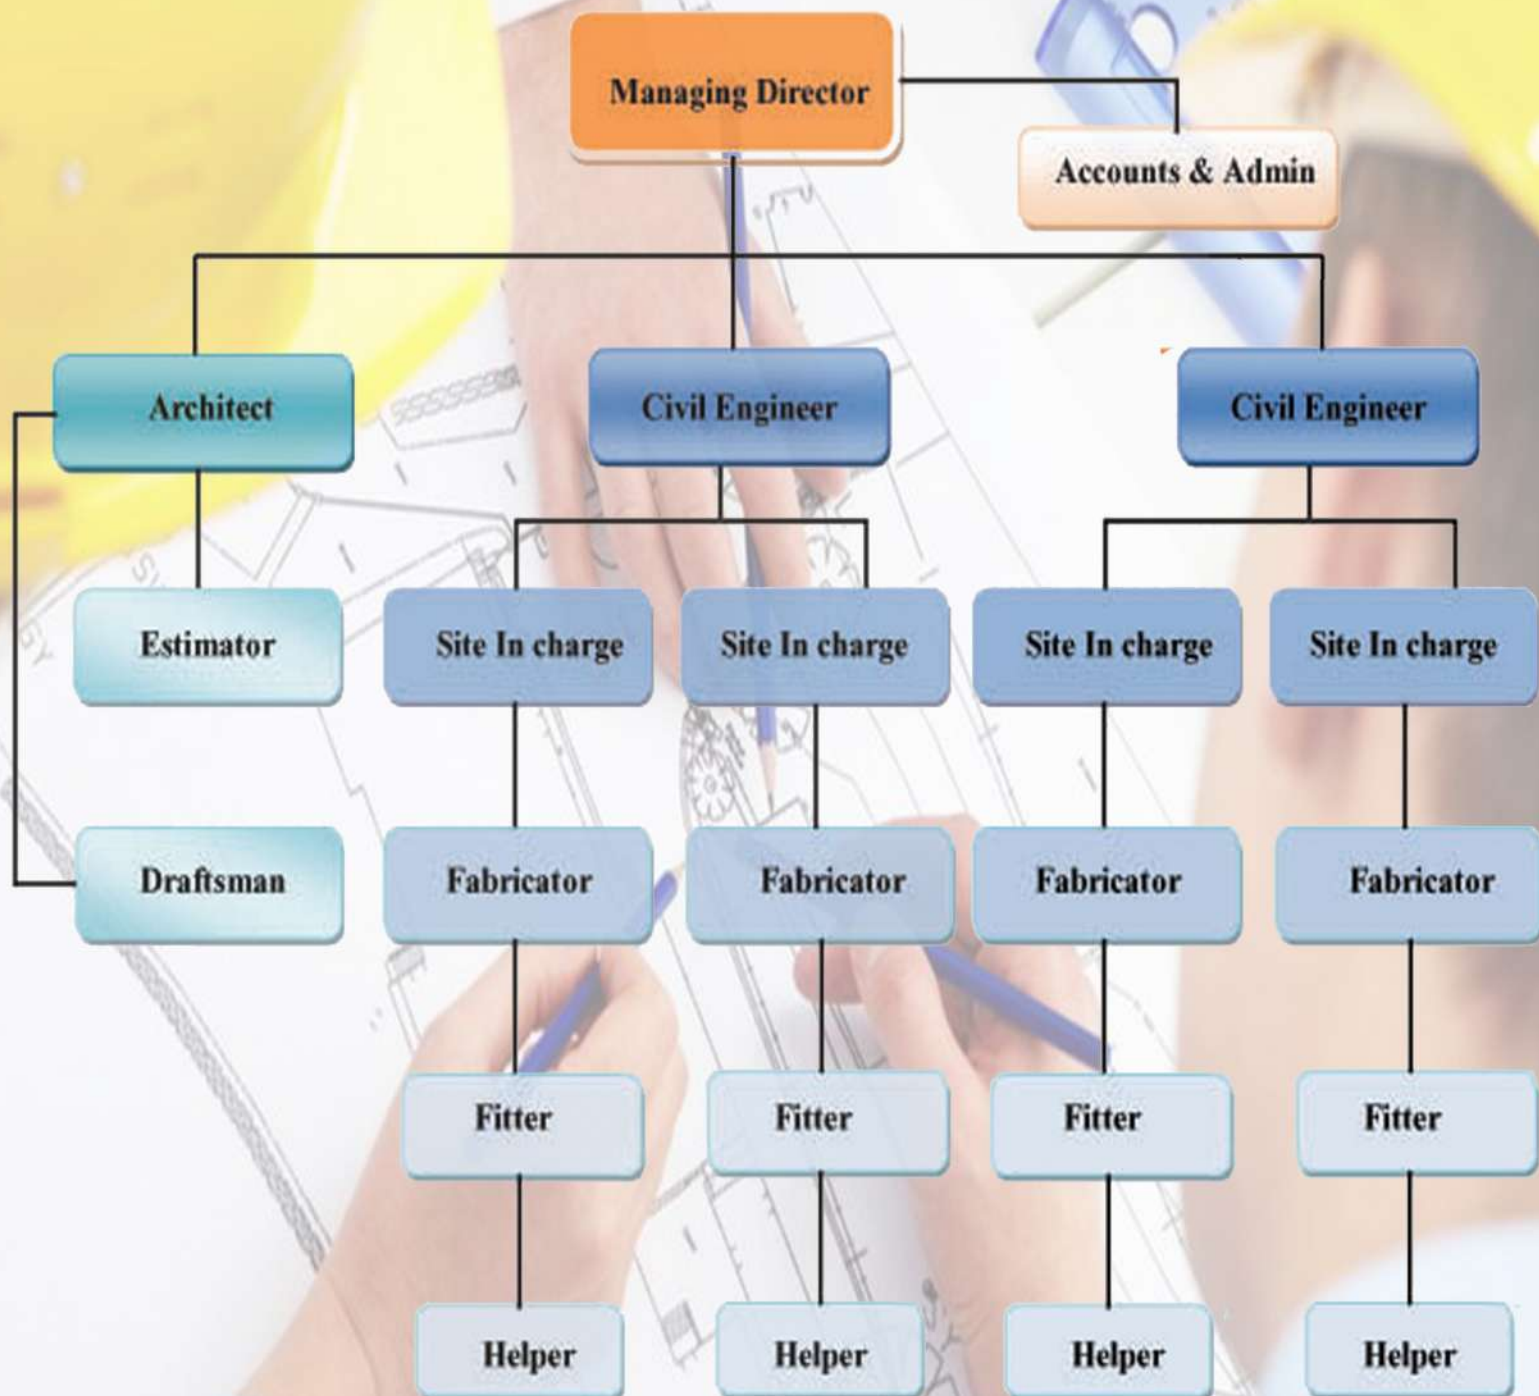 Managing Director
Accounts & Admin
Architect
Civil Engineer
Civil Engineer
Estimator
Site In charge
Site In charge
Site In charge
Site In charge
Draftsman
Fabricator
Fabricator
Fabricator
Fabricator
Fitter
Fitter
Fitter
Fitter
Helper
Helper
Helper
Helper